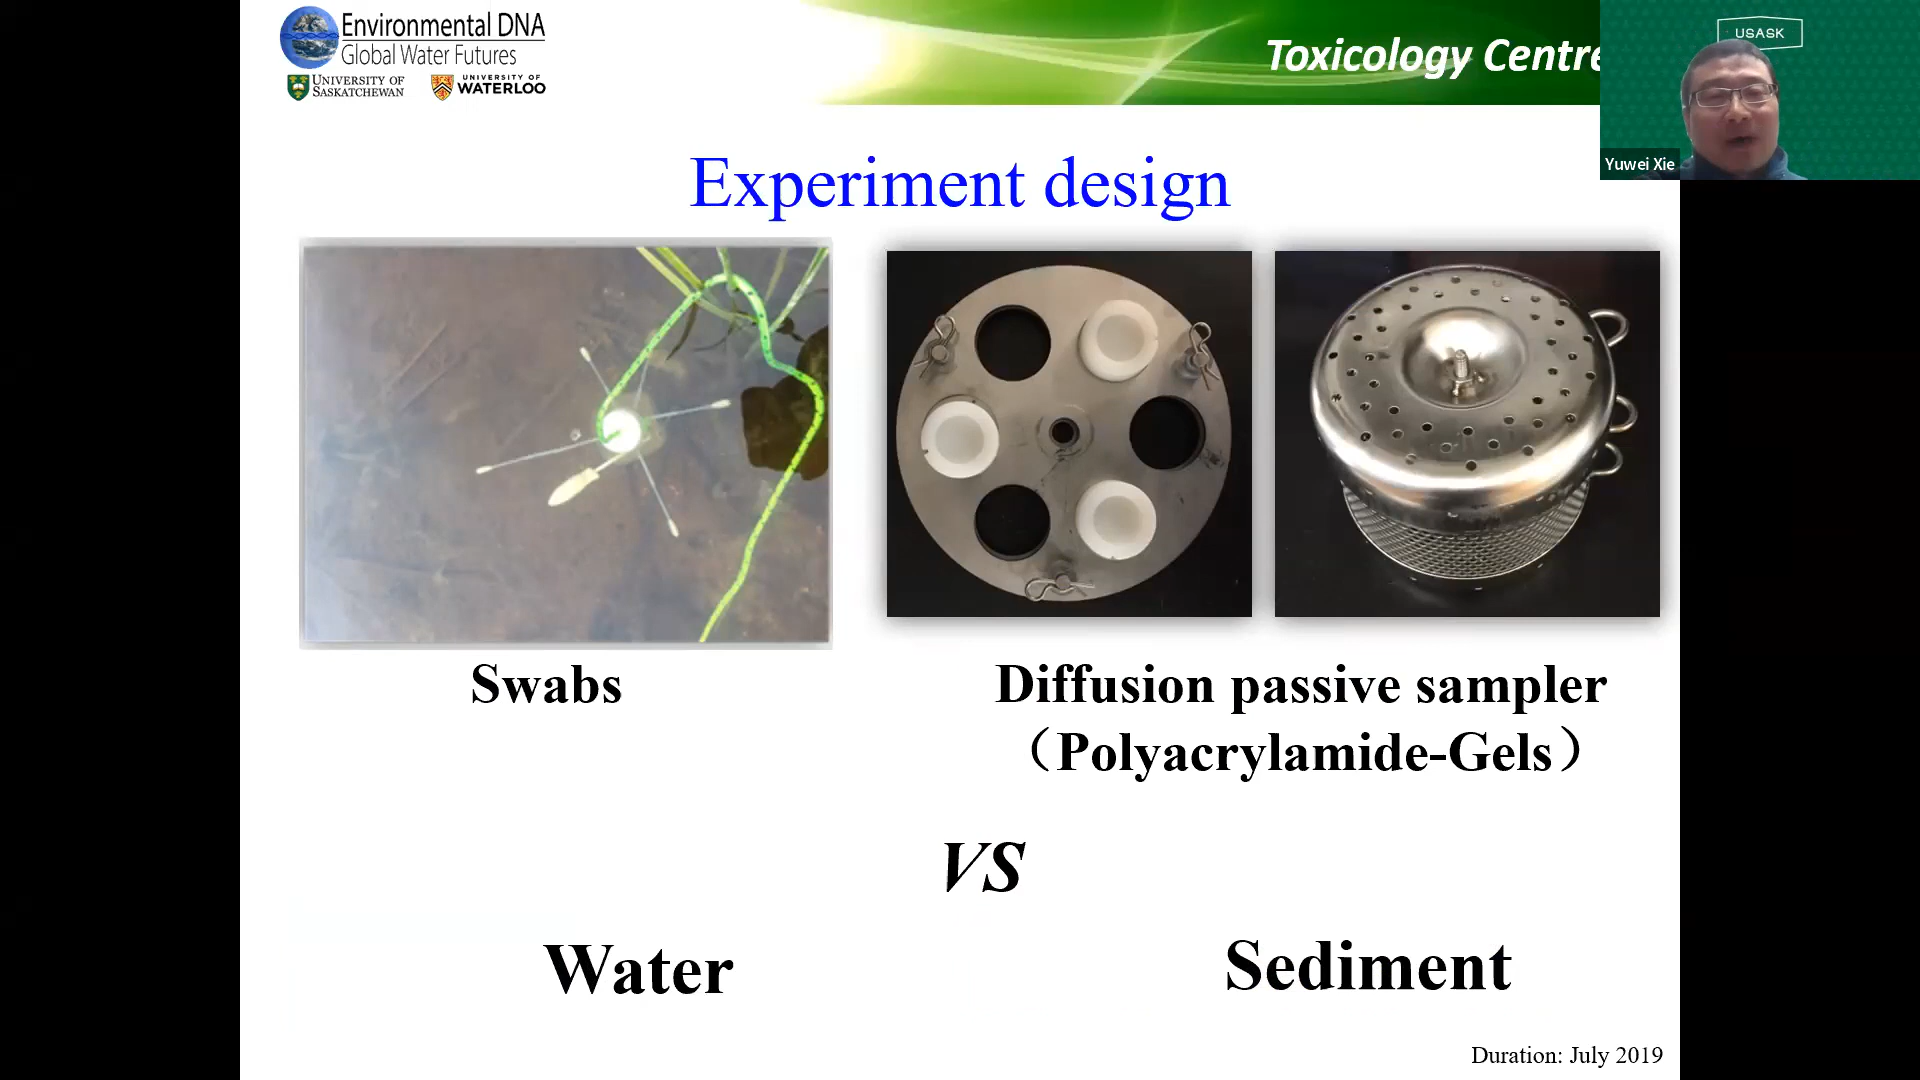 Environmental DNA
Global Water Futures
UNIVERSITY OF
SASKATCHEWAN
UNIVERSITY OF
WATERLOO
Toxicology Centre
USASK
Yuwei Xie
Experiment design
Swabs
Diffusion passive sampler
（Polyacrylamide-Gels）
VS
Water
Sediment
Duration: July 2019